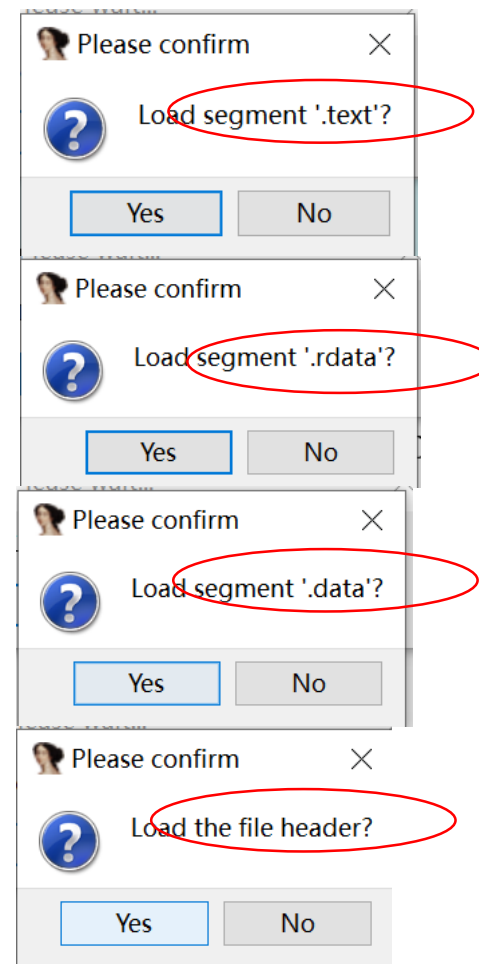 Please confirm
Load segment '.text'?
Yes No
Please confirm
Load segment '.rdata'?
Yes No
Please confirm
Load segment '.data'?
Yes No
Please confirm
Load the file header?
Yes No